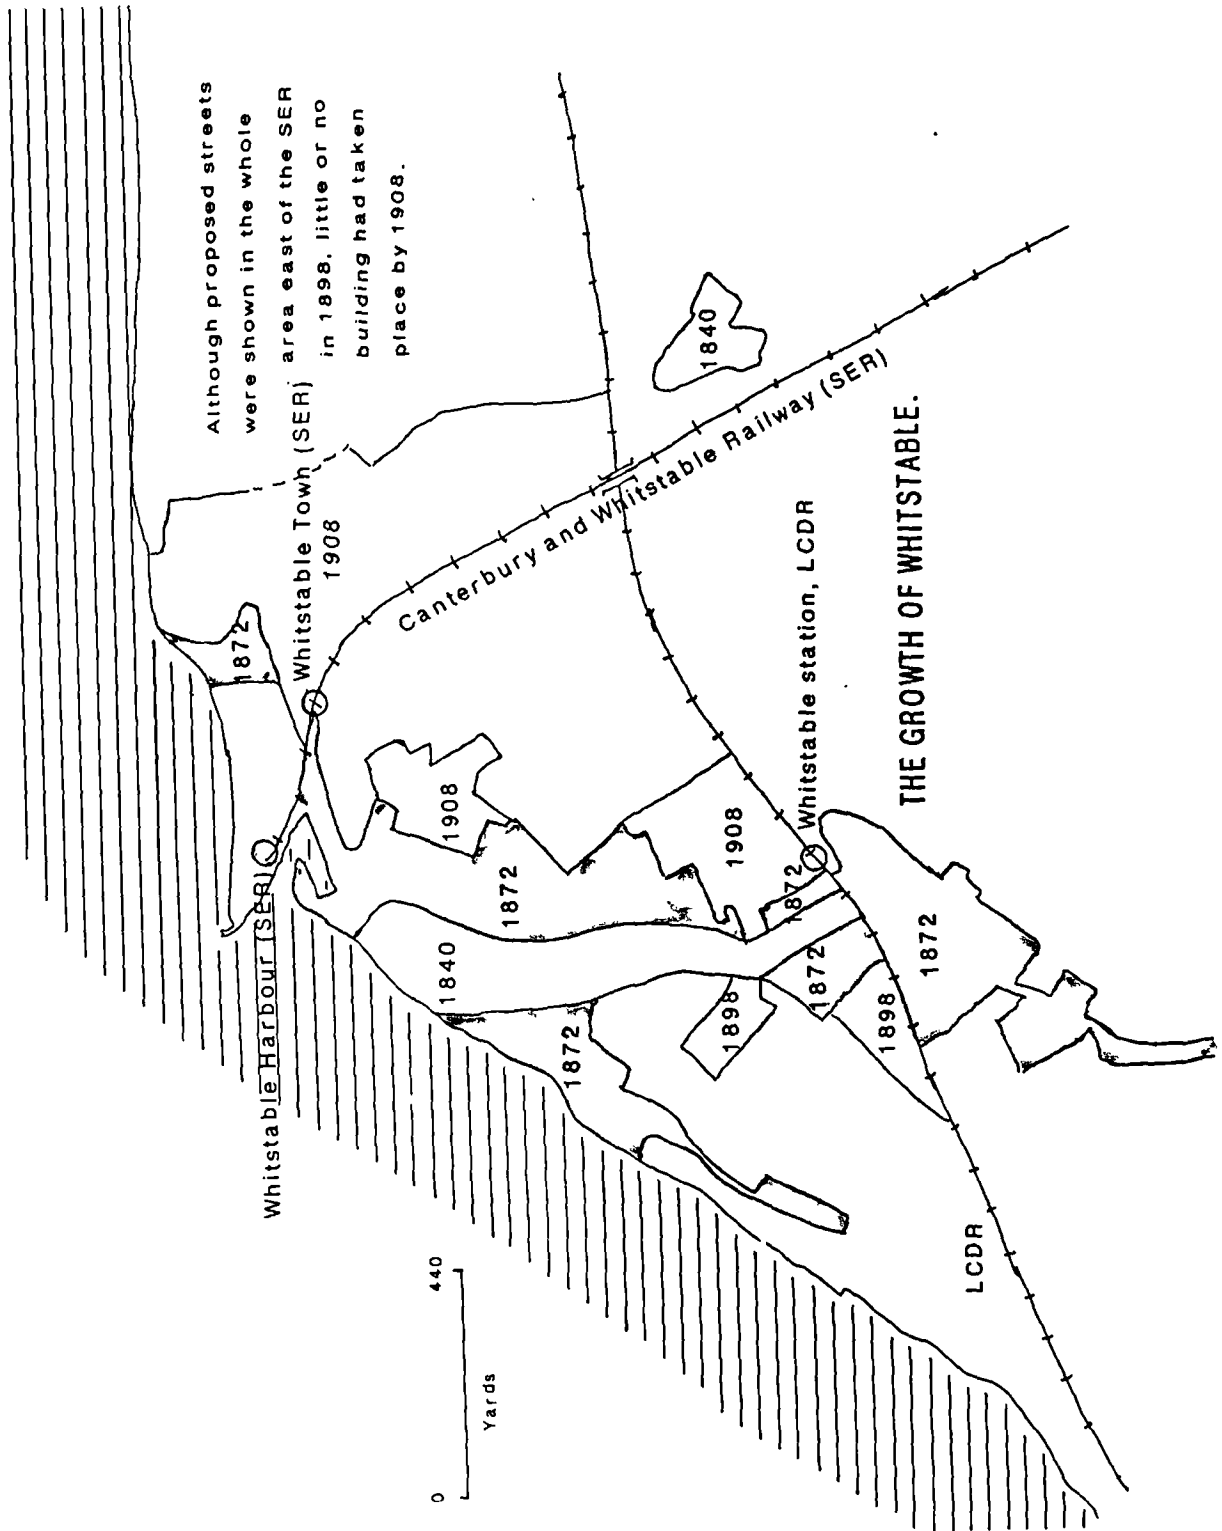 Although proposed streets
were shown in the whole
area east of the SER
in 1898, little or no
building had taken
place by 1908.
Whitstable Town (SER)
1908
1872
Whitstable Harbour (SER)
Canterbury and Whitstable Railway (SER)
1840
1908
1872
1840
1872
1908
1872
1872
1898
1898
1872
Whitstable station, LCDR
LCDR
0 440
Yards
THE GROWTH OF WHITSTABLE.